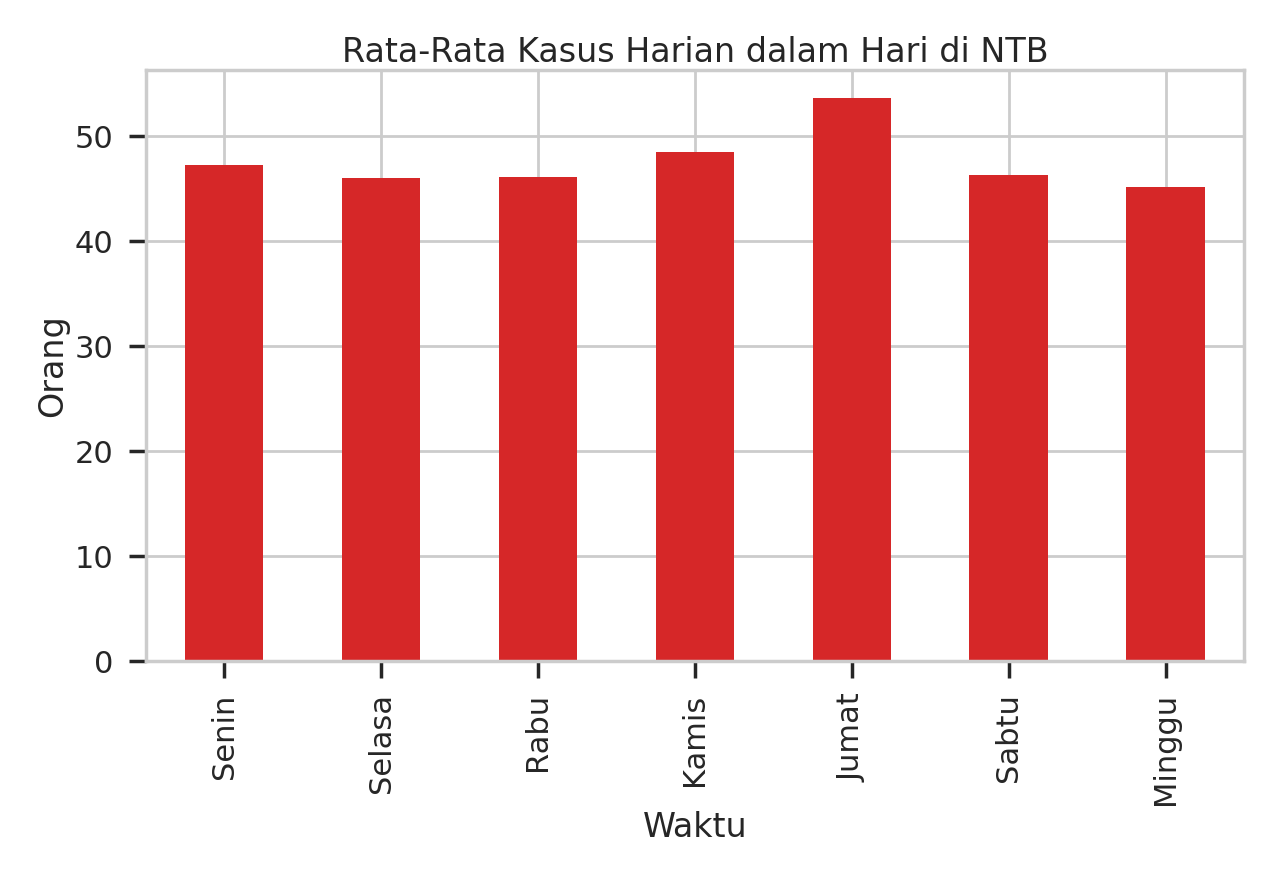 Rata-Rata Kasus Harian dalam Hari di NTB
50
40
30
20
10
0
Orang
Senin
Selasa
Rabu
Kamis
Jumat
Sabtu
Minggu
Waktu